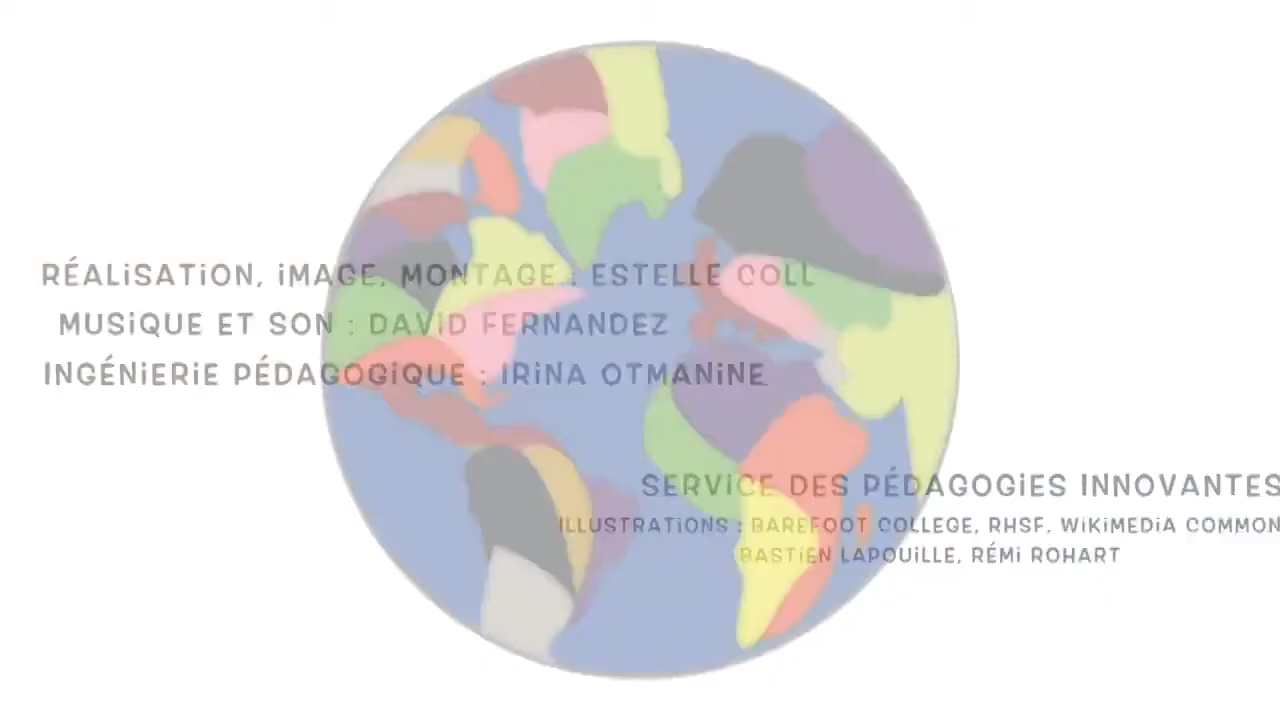 RÉALiSATiON, iMAGE, MONTAGE : ESTELLE COLL
MUSiQUE ET SON : DAViD FERNANDEZ
INGÉNiERiE PÉDAGOGiQUE : IRiNA OTMANiNE
SERViCE DES PÉDAGOGiES INNOVANTES
ILLUSTRATiONS : BAREFOOT COLLEGE, RHSF, WiKiMEDiA COMMON
BASTiEN LAPOUiLLE, RÉMi ROHART